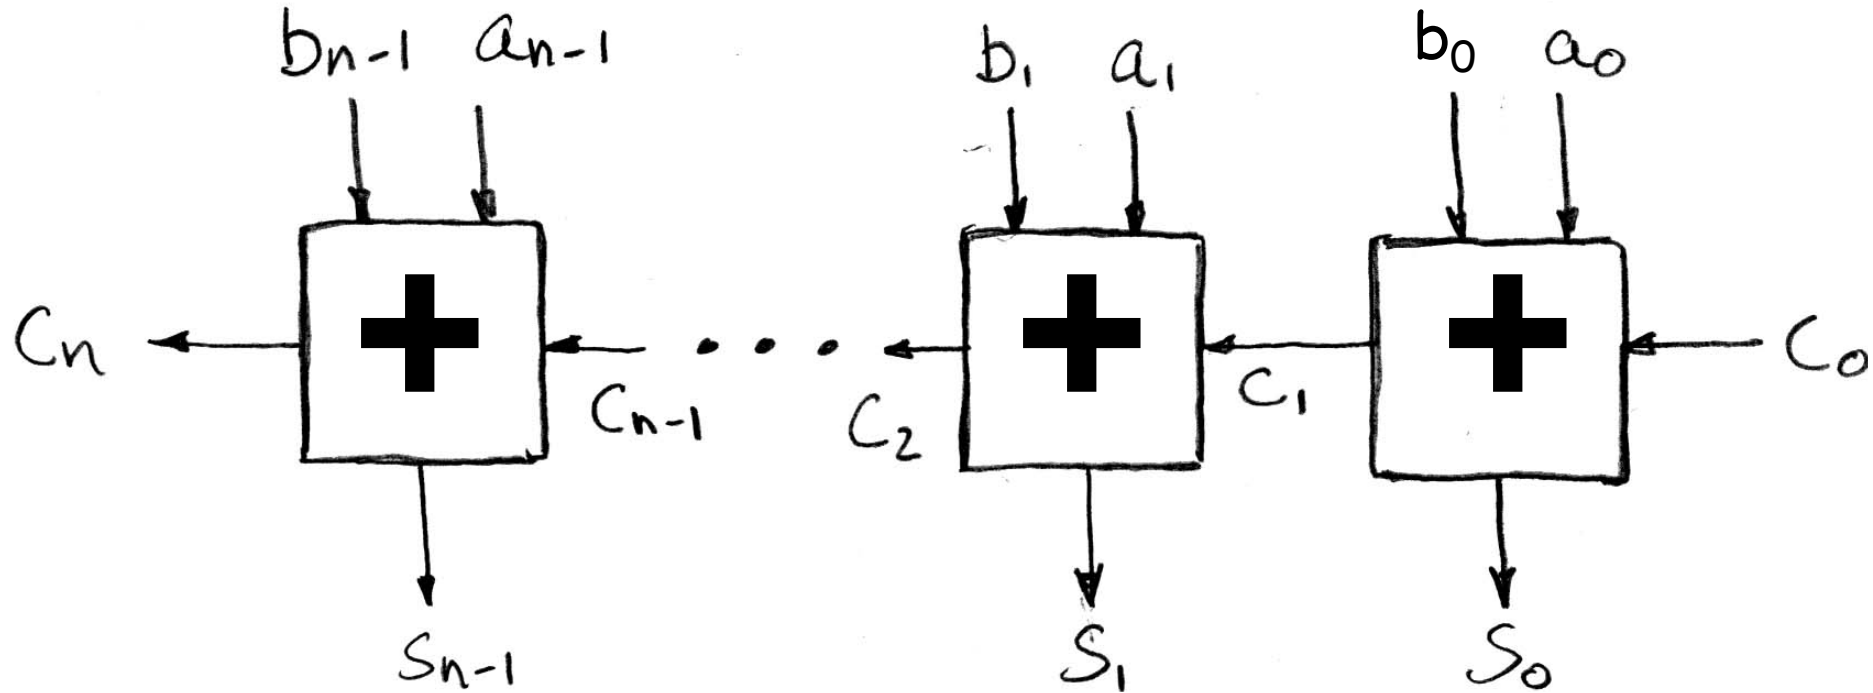 bn-1 an-1 b1 a1 b0 a0
+ + +
Cn Cn-1 C2 C1 C0
Sn-1 S1 S0